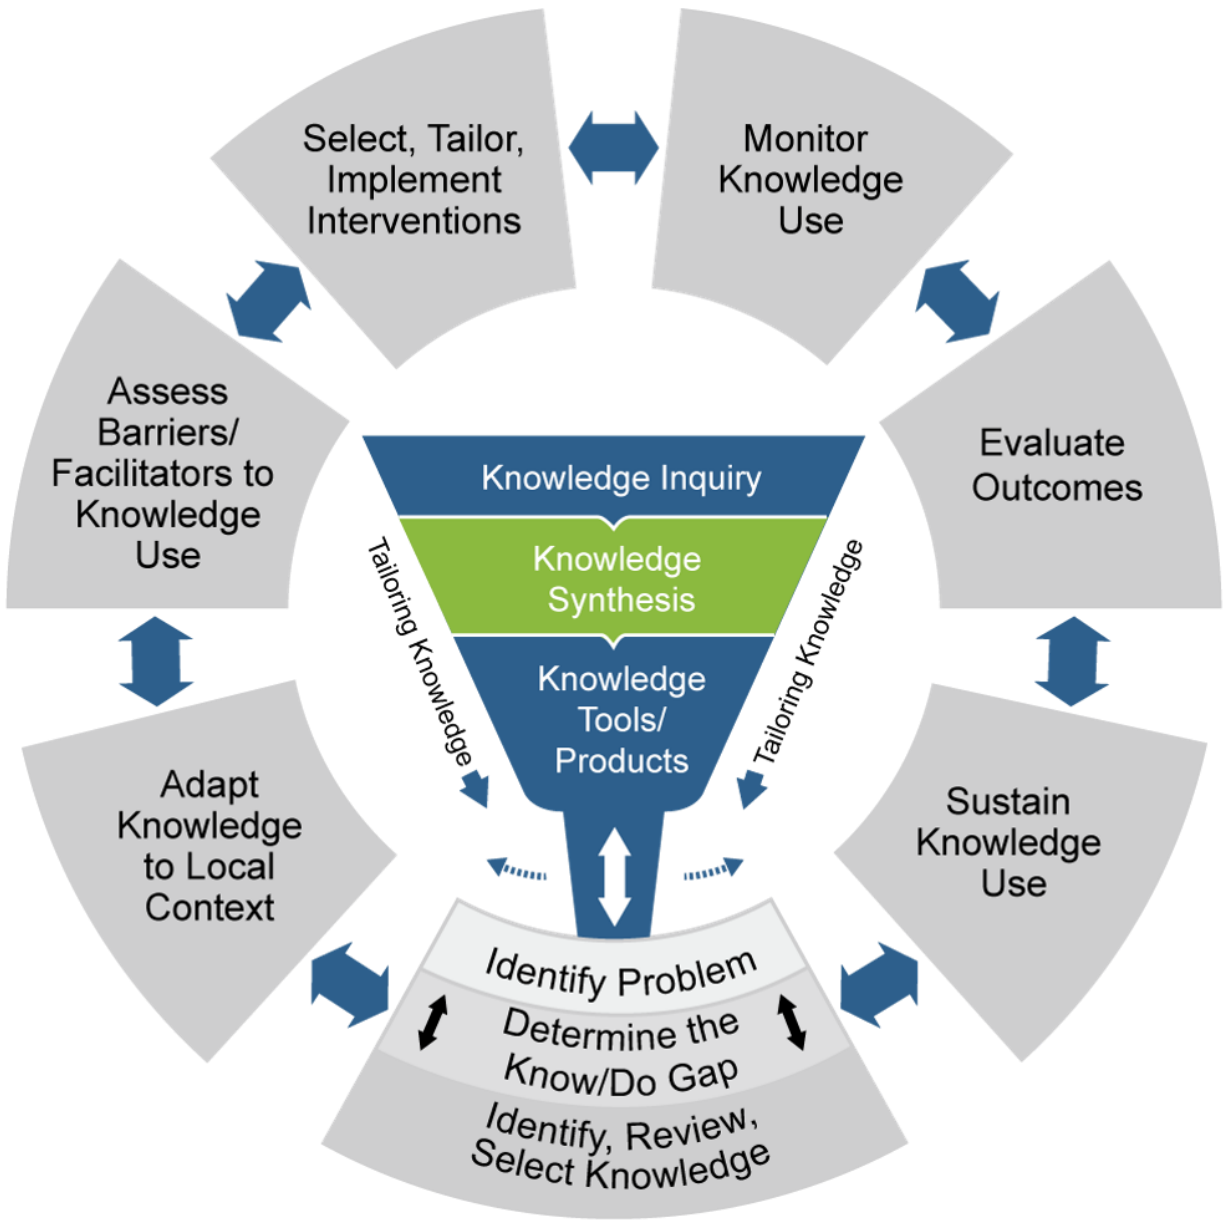 Select, Tailor,
Implement
Interventions
Monitor
Knowledge
Use
Assess
Barriers/
Facilitators to
Knowledge
Use
Evaluate
Outcomes
Knowledge Inquiry
Knowledge
Synthesis
Knowledge
Tools/
Products
Tailoring Knowledge
Tailoring Knowledge
Adapt
Knowledge
to Local
Context
Sustain
Knowledge
Use
Identify Problem
Determine the
Know/Do Gap
Identify, Review,
Select Knowledge